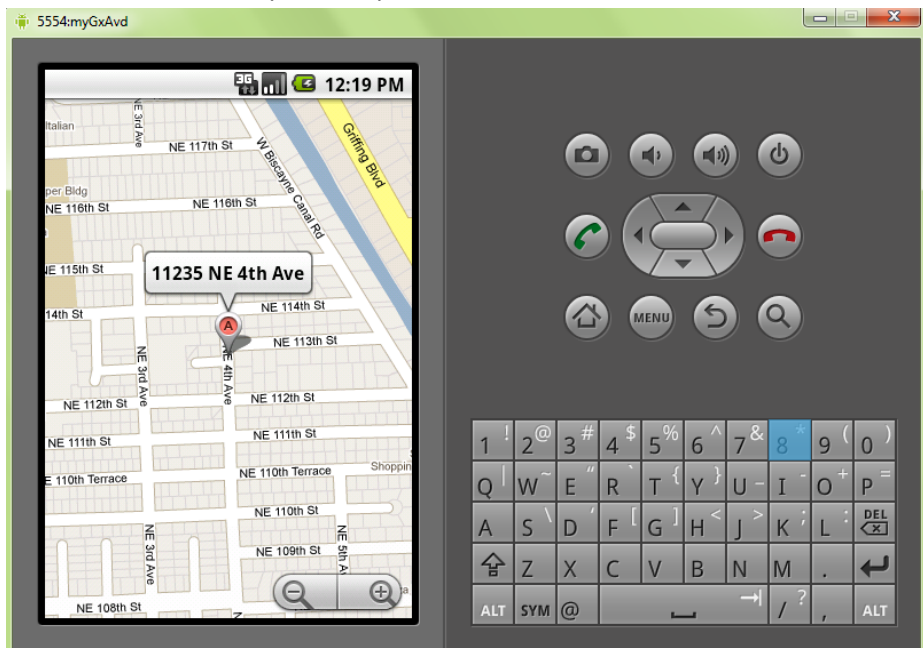 5554:myGxAvd
12:19 PM
Italian
NE 3rd Ave
NE 117th St
W Biscayne Canal Rd
Griffing Blvd
per Bldg
NE 116th St
NE 116th St
NE 115th St
11235 NE 4th Ave
14th St
NE 114th St
A
NE 113th St
NE 3rd Ave
NE 4th Ave
NE 112th St
NE 112th St
NE 111th St
NE 111th St
E 110th Terrace
NE 110th Terrace
Shoppin
NE 110th St
NE 3rd Ave
NE 109th St
NE 5th A
NE 108th St
MENU
1 ! 2 @ 3 # 4 $ 5 % 6 ^ 7 & 8 * 9 ( 0 )
Q | W ~ E " R ` T { Y } U _ I - O + P =
A S \ D ' F [ G ] H < J > K ; L : DEL
Z X C V B N M .
ALT SYM @ / ? , ALT